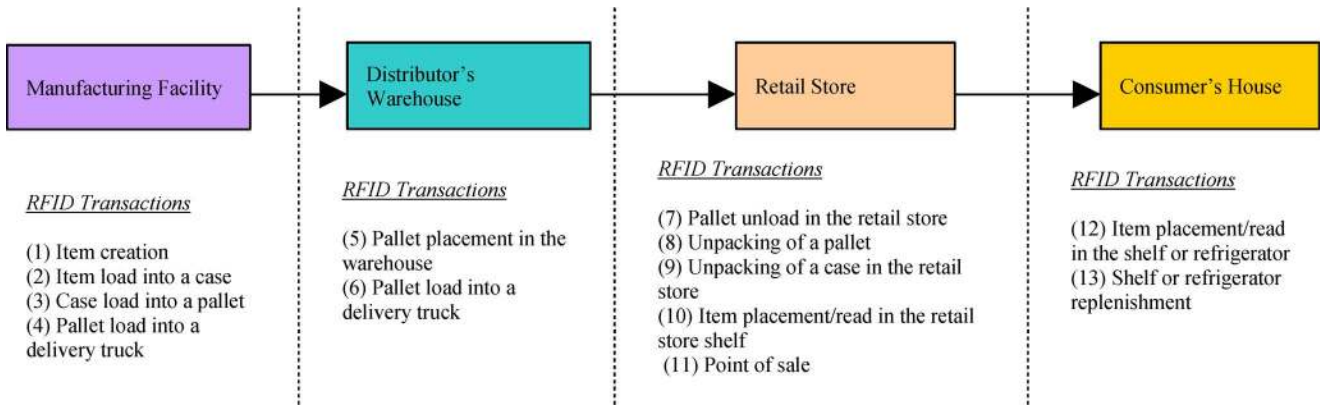 Manufacturing Facility
Distributor's
Warehouse
Retail Store
Consumer's House
RFID Transactions
(1) Item creation
(2) Item load into a case
(3) Case load into a pallet
(4) Pallet load into a
delivery truck
RFID Transactions
(5) Pallet placement in the
warehouse
(6) Pallet load into a
delivery truck
RFID Transactions
(7) Pallet unload in the retail store
(8) Unpacking of a pallet
(9) Unpacking of a case in the retail
store
(10) Item placement/read in the retail
store shelf
(11) Point of sale
RFID Transactions
(12) Item placement/read
in the shelf or refrigerator
(13) Shelf or refrigerator
replenishment